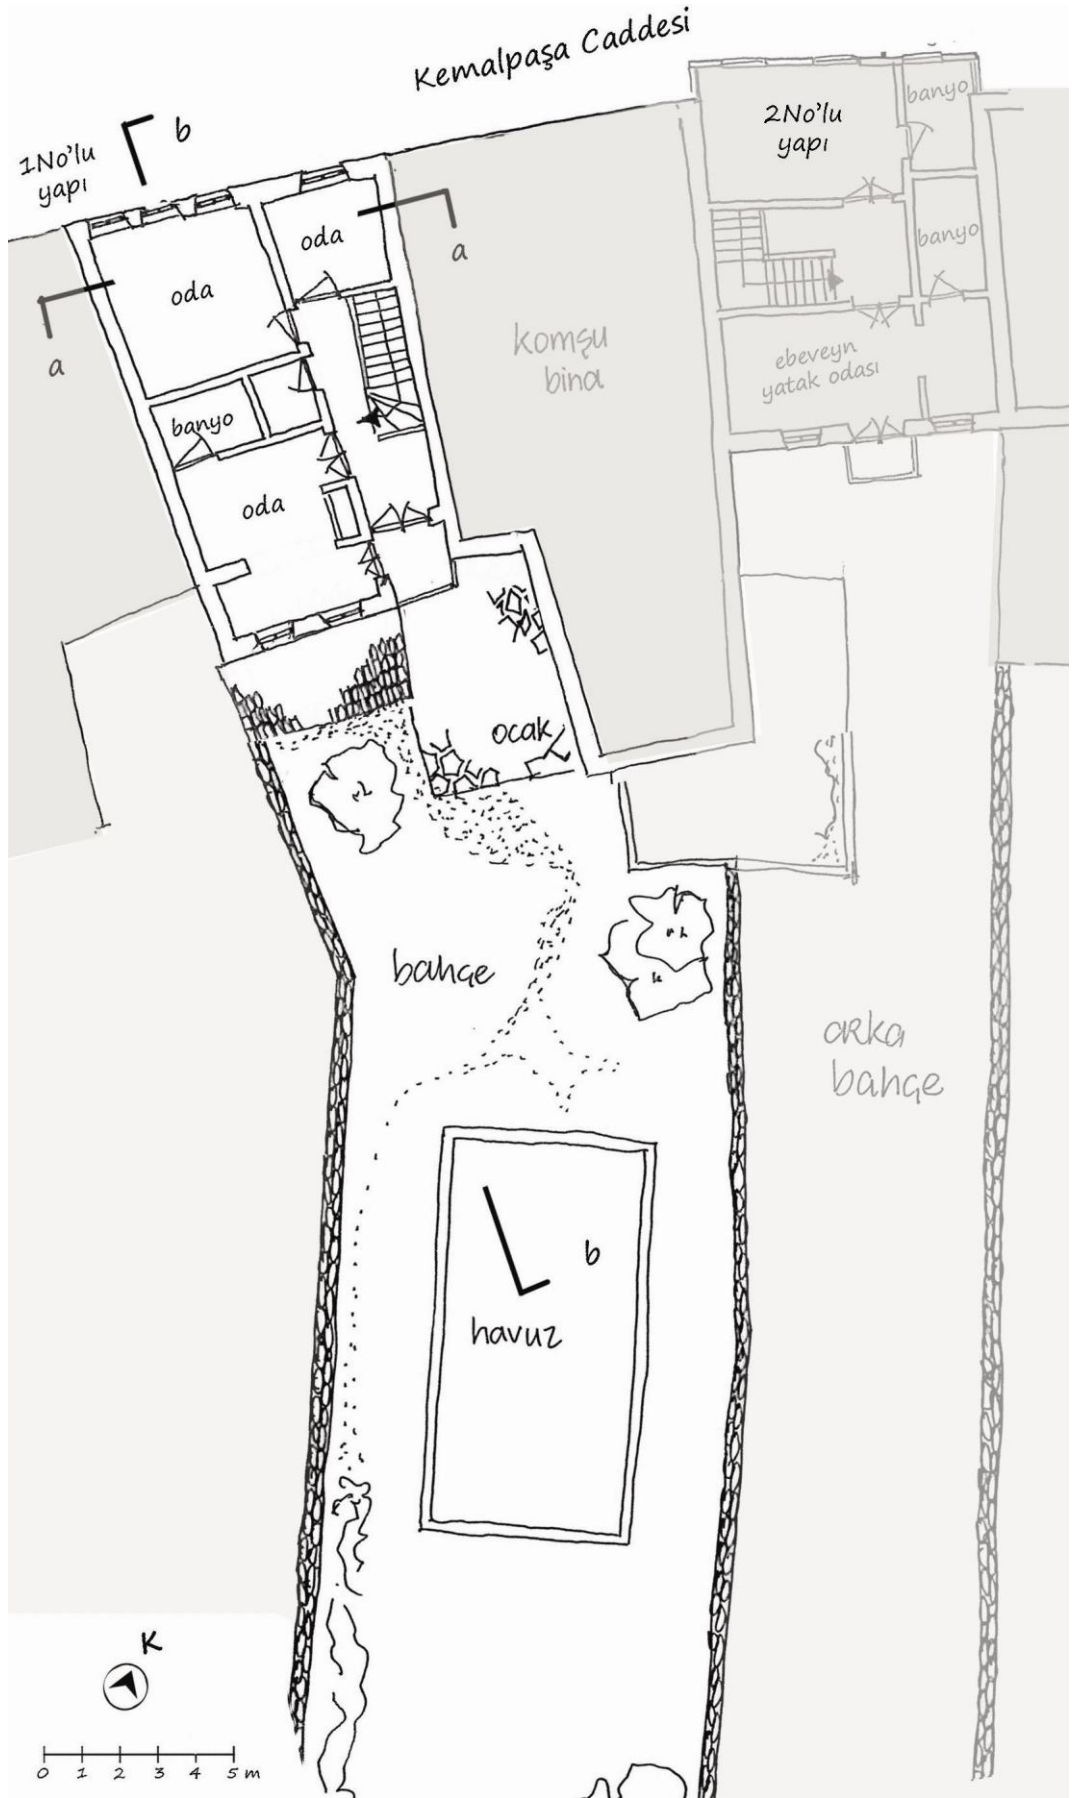 Kemalpaşa Caddesi
b
1No'lu
yapı
2No'lu
yapı
banyo
oda
oda
a
a
banyo
komşu
bina
ebeveyn
yatak odası
banyo
oda
ocak
bahçe
arka
bahçe
b
havuz
K
0 1 2 3 4 5 m